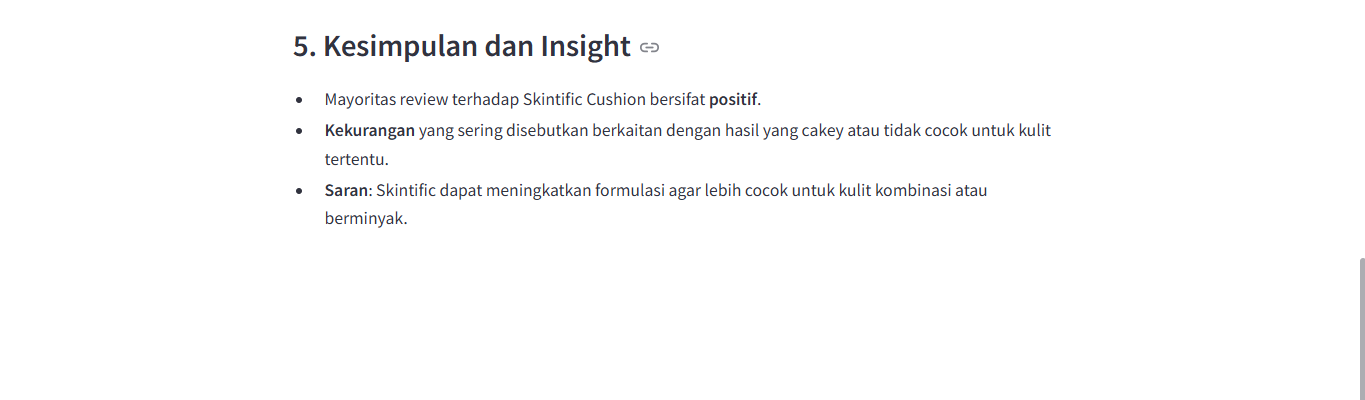 5. Kesimpulan dan Insight
• Mayoritas review terhadap Skintific Cushion bersifat positif.
• Kekurangan yang sering disebutkan berkaitan dengan hasil yang cakey atau tidak cocok untuk kulit
tertentu.
• Saran: Skintific dapat meningkatkan formulasi agar lebih cocok untuk kulit kombinasi atau
berminyak.